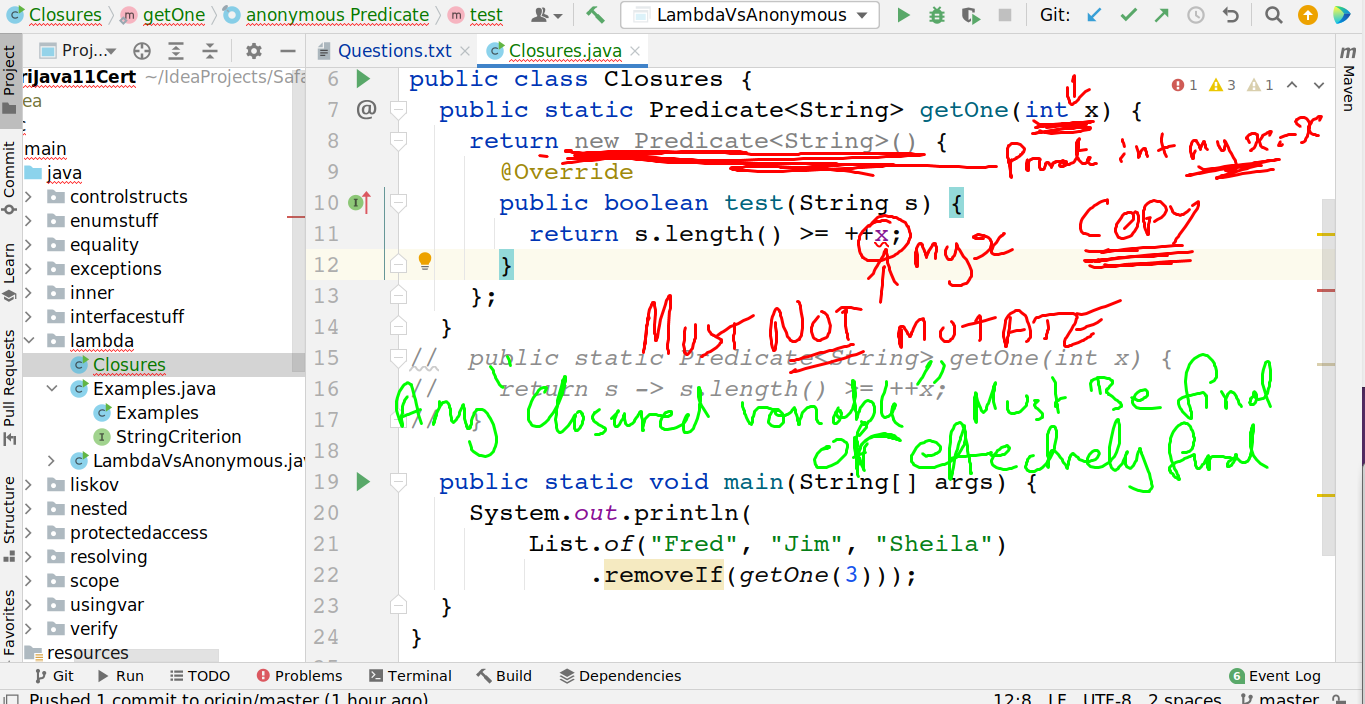 Closures getOne anonymous Predicate test LambdaVsAnonymous Git:
Project
Proj...
Questions.txt
Closures.java
Maven
riJava11Cert ~/IdeaProjects/Safa
ea
main
java
controlstructs
enumstuff
equality
exceptions
inner
interfacestuff
lambda
Closures
Examples.java
Examples
StringCriterion
LambdaVsAnonymous.jav
liskov
nested
protectedaccess
resolving
scope
usingvar
verify
resources
Commit
Learn
Pull Requests
Structure
Favorites
1 3 1
6 public class Closures {
7 @ public static Predicate<String> getOne(int x) {
8 return new Predicate<String>() {
Private int my x = x
9 @Override
10 public boolean test(String s) {
COPY
11 return s.length() >= ++x;
my x
12 }
13 };
Must NOT MUTATE
14 }
15 // public static Predicate<String> getOne(int x) {
16 // return s -> s.length() >= ++x;
17 // }
Any "closured variable" Must Be final
or effectively final
18
19 public static void main(String[] args) {
20 System.out.println(
21 List.of("Fred", "Jim", "Sheila")
22 .removeIf(getOne(3)));
23 }
24 }
Git Run TODO Problems Terminal Build Dependencies 6 Event Log
Pushed 1 commit to origin/master (1 hour ago) 12:8 LF UTF-8 2 spaces master